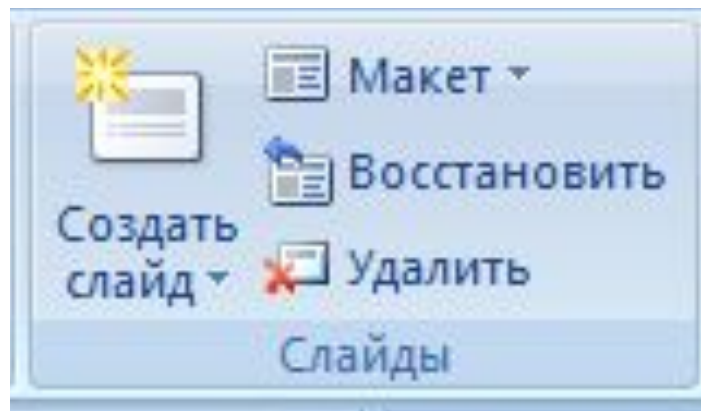 Создать
слайд
Макет
Восстановить
Удалить
Слайды